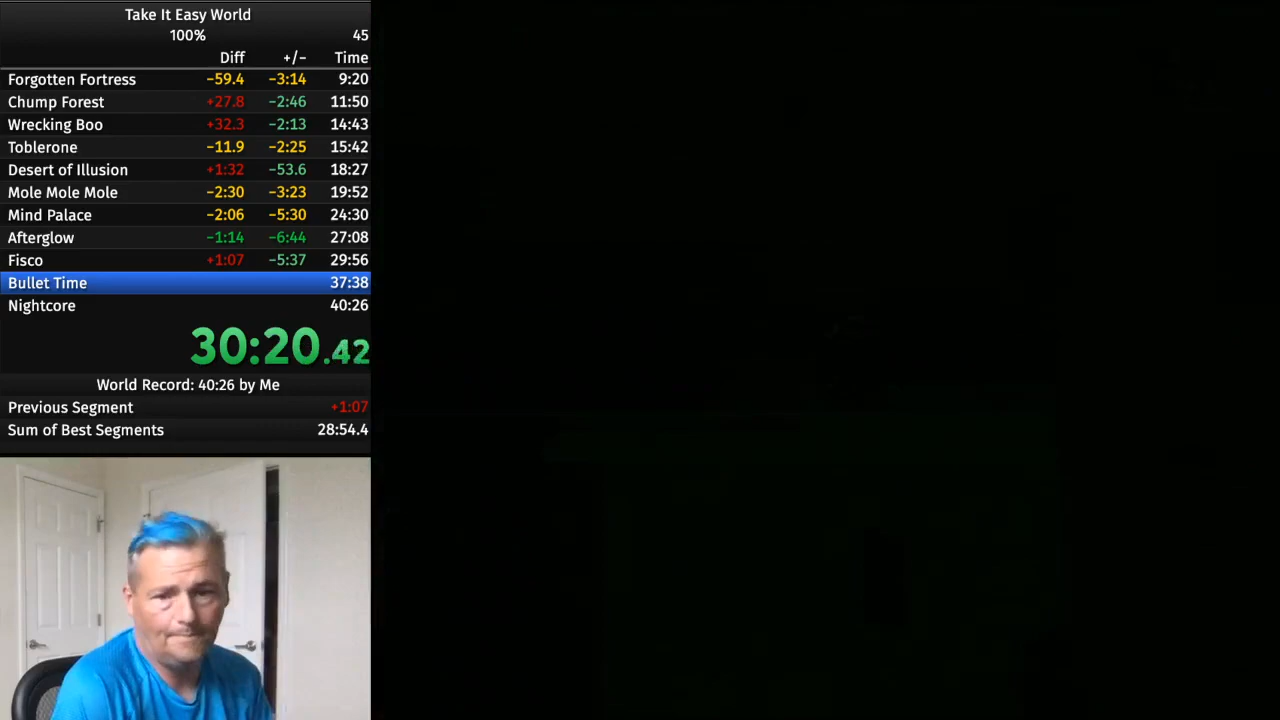 Take It Easy World
100% 45
Diff +/− Time
Forgotten Fortress −59.4 −3:14 9:20
Chump Forest +27.8 −2:46 11:50
Wrecking Boo +32.3 −2:13 14:43
Toblerone −11.9 −2:25 15:42
Desert of Illusion +1:32 −53.6 18:27
Mole Mole Mole −2:30 −3:23 19:52
Mind Palace −2:06 −5:30 24:30
Afterglow −1:14 −6:44 27:08
Fisco +1:07 −5:37 29:56
Bullet Time 37:38
Nightcore 40:26
30:20.42
World Record: 40:26 by Me
Previous Segment +1:07
Sum of Best Segments 28:54.4